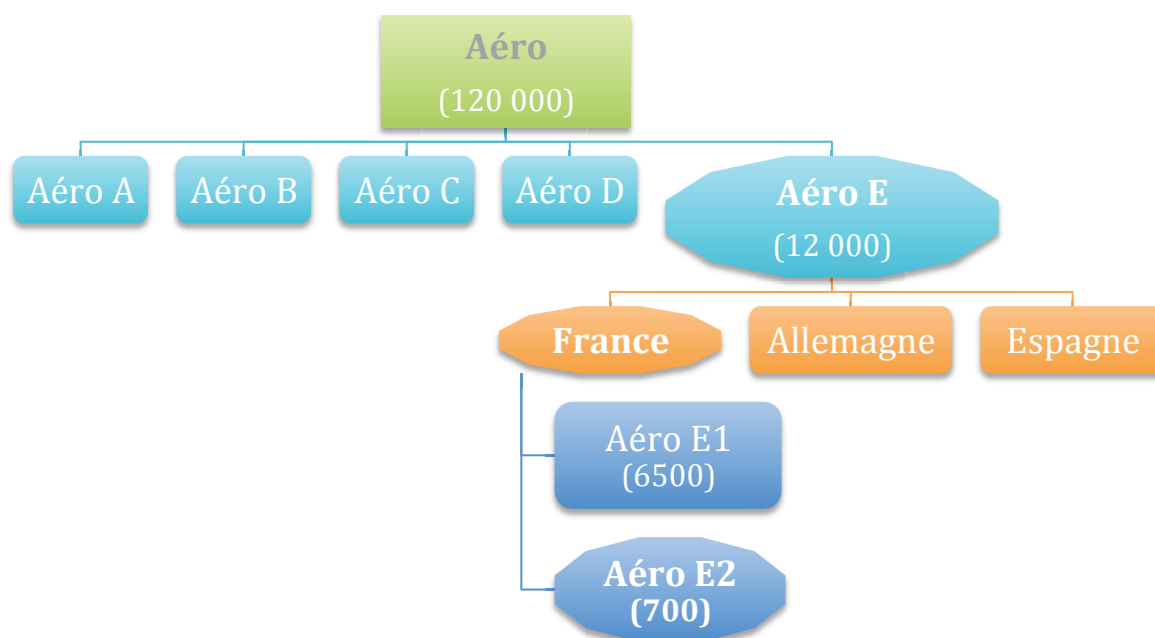 Aéro
(120 000)
Aéro A
Aéro B
Aéro C
Aéro D
Aéro E
(12 000)
France
Allemagne
Espagne
Aéro E1
(6500)
Aéro E2
(700)